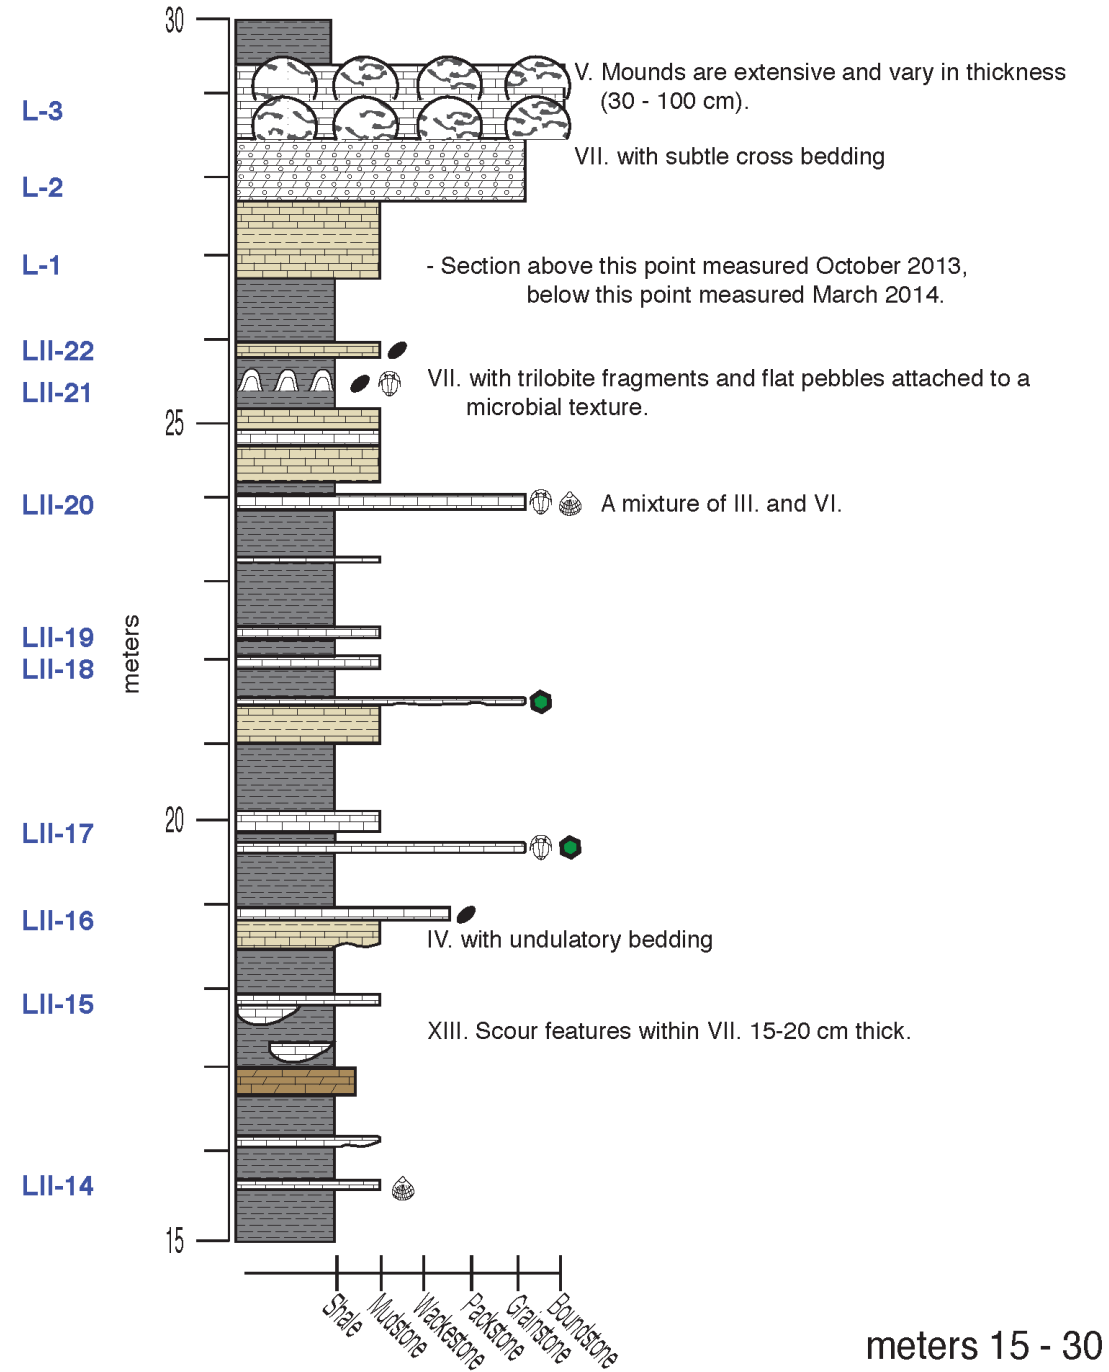 30
V. Mounds are extensive and vary in thickness
(30 - 100 cm).
L-3
VII. with subtle cross bedding
L-2
L-1
- Section above this point measured October 2013,
below this point measured March 2014.
LII-22
VII. with trilobite fragments and flat pebbles attached to a
microbial texture.
LII-21
25
LII-20
A mixture of III. and VI.
LII-19
LII-18
meters
20
LII-17
LII-16
IV. with undulatory bedding
LII-15
XIII. Scour features within VII. 15-20 cm thick.
LII-14
15
Shale
Mudstone
Wackestone
Packstone
Grainstone
Boundstone
meters 15 - 30